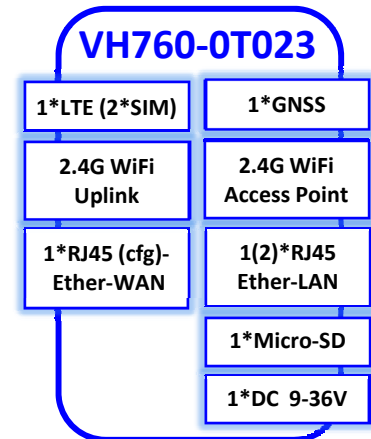 VH760-0T023
1*LTE (2*SIM)
1*GNSS
2.4G WiFi
Uplink
2.4G WiFi
Access Point
1*RJ45 (cfg)-
Ether-WAN
1(2)*RJ45
Ether-LAN
1*Micro-SD
1*DC 9-36V